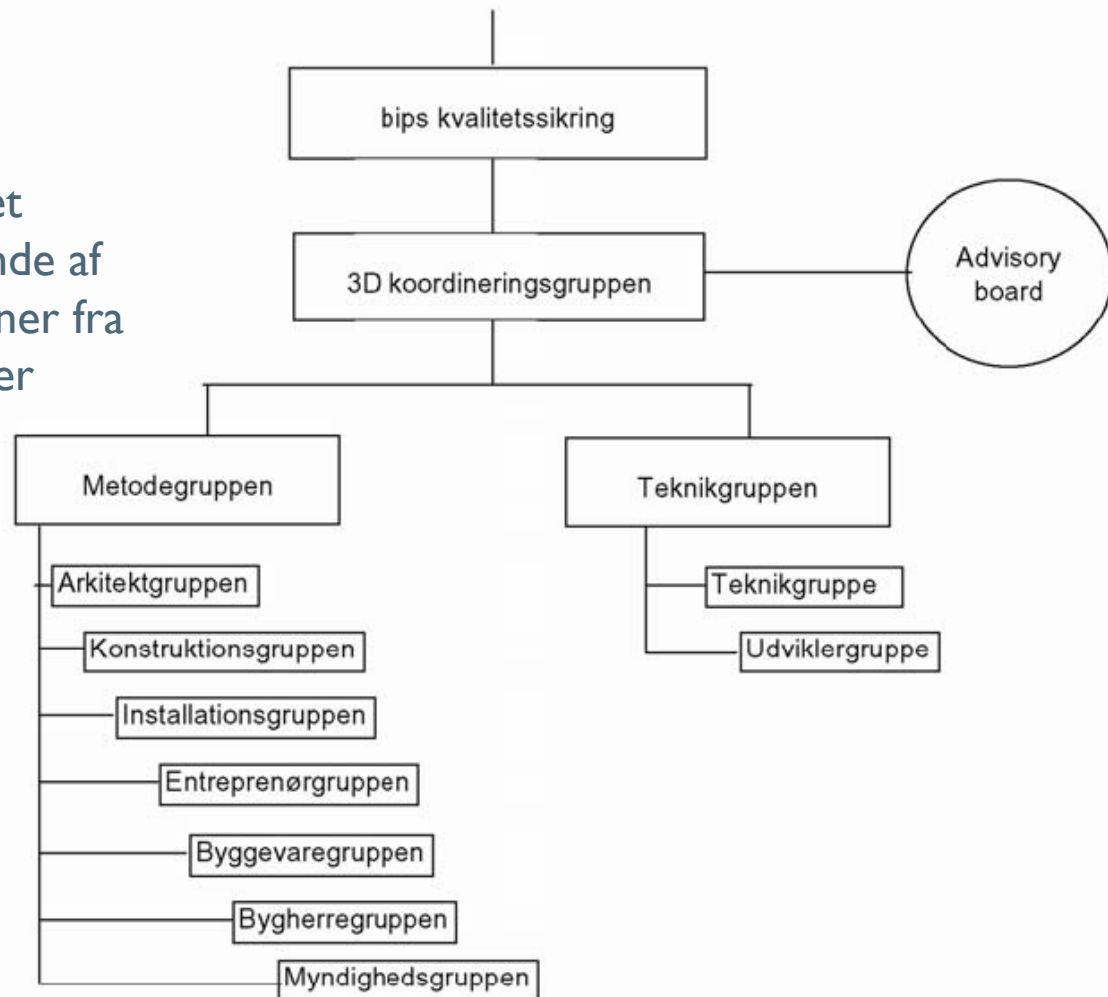 bips kvalitetssikring
et
nde af
ner fra
er
3D koordineringsgruppen
Advisory
board
Metodegruppen
Teknikgruppen
Arkitektgruppen
Konstruktionsgruppen
Installationsgruppen
Entreprenørgruppen
Byggevaregruppen
Bygherregruppen
Myndighedsgruppen
Teknikgruppe
Udviklergruppe